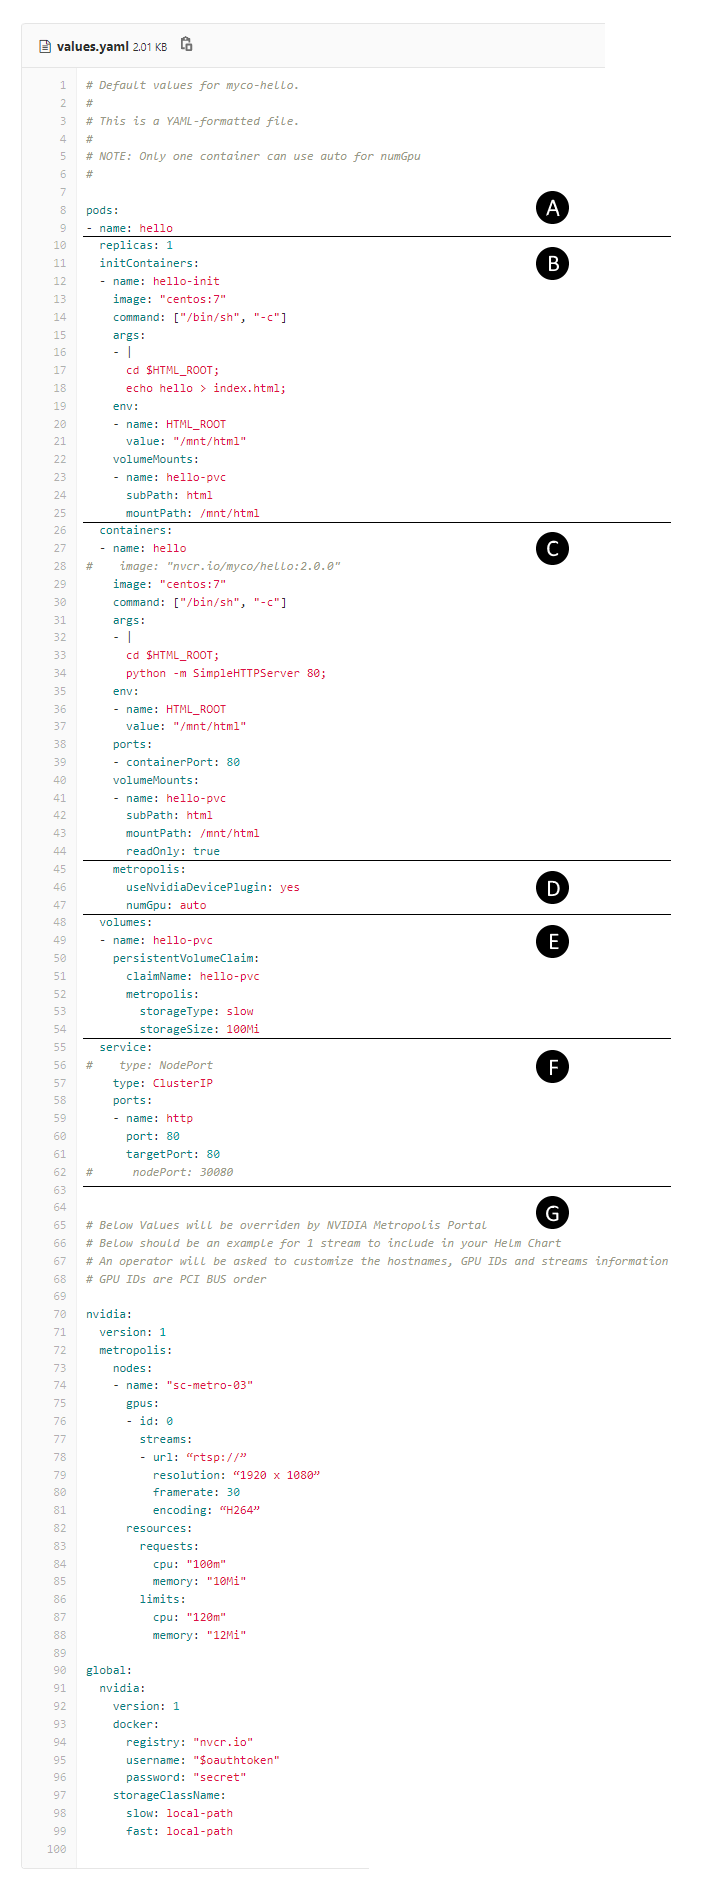 values.yaml 2.01 KB
1 # Default values for myco-hello.
2 #
3 # This is a YAML-formatted file.
4 #
5 # NOTE: Only one container can use auto for numGpu
6 #
7
A
8 pods:
9 - name: hello
10   replicas: 1
B
11   initContainers:
12   - name: hello-init
13     image: "centos:7"
14     command: ["/bin/sh", "-c"]
15     args:
16     - |
17       cd $HTML_ROOT;
18       echo hello > index.html;
19     env:
20     - name: HTML_ROOT
21       value: "/mnt/html"
22     volumeMounts:
23     - name: hello-pvc
24       subPath: html
25       mountPath: /mnt/html
26   containers:
27   - name: hello
C
28 #    image: "nvcr.io/myco/hello:2.0.0"
29     image: "centos:7"
30     command: ["/bin/sh", "-c"]
31     args:
32     - |
33       cd $HTML_ROOT;
34       python -m SimpleHTTPServer 80;
35     env:
36     - name: HTML_ROOT
37       value: "/mnt/html"
38     ports:
39     - containerPort: 80
40     volumeMounts:
41     - name: hello-pvc
42       subPath: html
43       mountPath: /mnt/html
44       readOnly: true
45     metropolis:
46       useNvidiaDevicePlugin: yes
D
47       numGpu: auto
48   volumes:
49   - name: hello-pvc
E
50     persistentVolumeClaim:
51       claimName: hello-pvc
52       metropolis:
53         storageType: slow
54         storageSize: 100Mi
55   service:
56 #    type: NodePort
F
57     type: ClusterIP
58     ports:
59     - name: http
60       port: 80
61       targetPort: 80
62 #      nodePort: 30080
63
64
G
65 # Below Values will be overriden by NVIDIA Metropolis Portal
66 # Below should be an example for 1 stream to include in your Helm Chart
67 # An operator will be asked to customize the hostnames, GPU IDs and streams information
68 # GPU IDs are PCI BUS order
69
70 nvidia:
71   version: 1
72   metropolis:
73     nodes:
74     - name: "sc-metro-03"
75       gpus:
76       - id: 0
77         streams:
78         - url: “rtsp://”
79           resolution: “1920 x 1080”
80           framerate: 30
81           encoding: “H264”
82       resources:
83         requests:
84           cpu: "100m"
85           memory: "10Mi"
86         limits:
87           cpu: "120m"
88           memory: "12Mi"
89
90 global:
91   nvidia:
92     version: 1
93     docker:
94       registry: "nvcr.io"
95       username: "$oauthtoken"
96       password: "secret"
97     storageClassName:
98       slow: local-path
99       fast: local-path
100